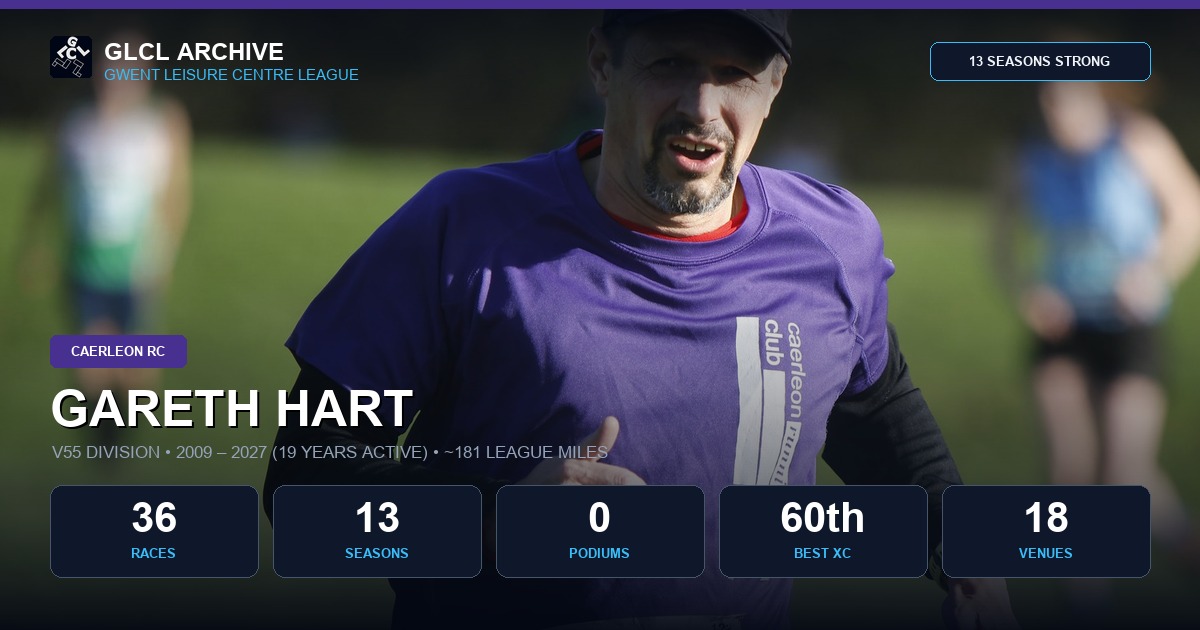 GLCL ARCHIVE
GWENT LEISURE CENTRE LEAGUE
13 SEASONS STRONG
caerleon
club
CAERLEON RC
GARETH HART
V55 DIVISION • 2009 – 2027 (19 YEARS ACTIVE) • ~181 LEAGUE MILES
36
RACES
13
SEASONS
0
PODIUMS
60th
BEST XC
18
VENUES